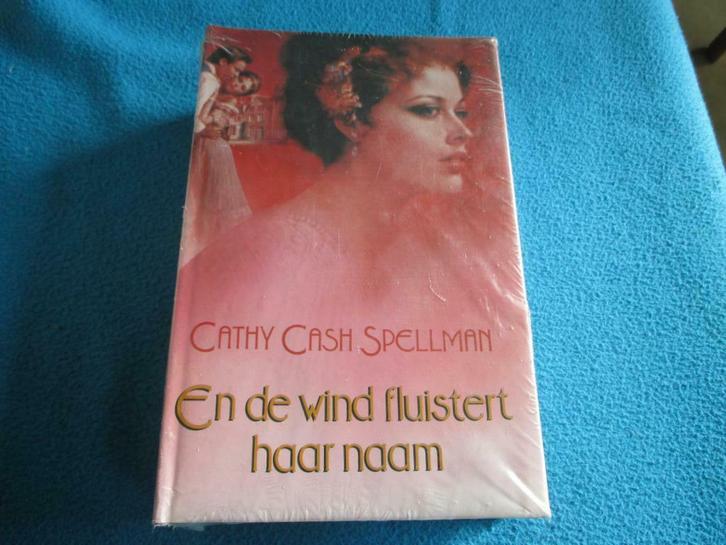 CATHY CASH SPELLMAN
En de wind fluistert
haar naam